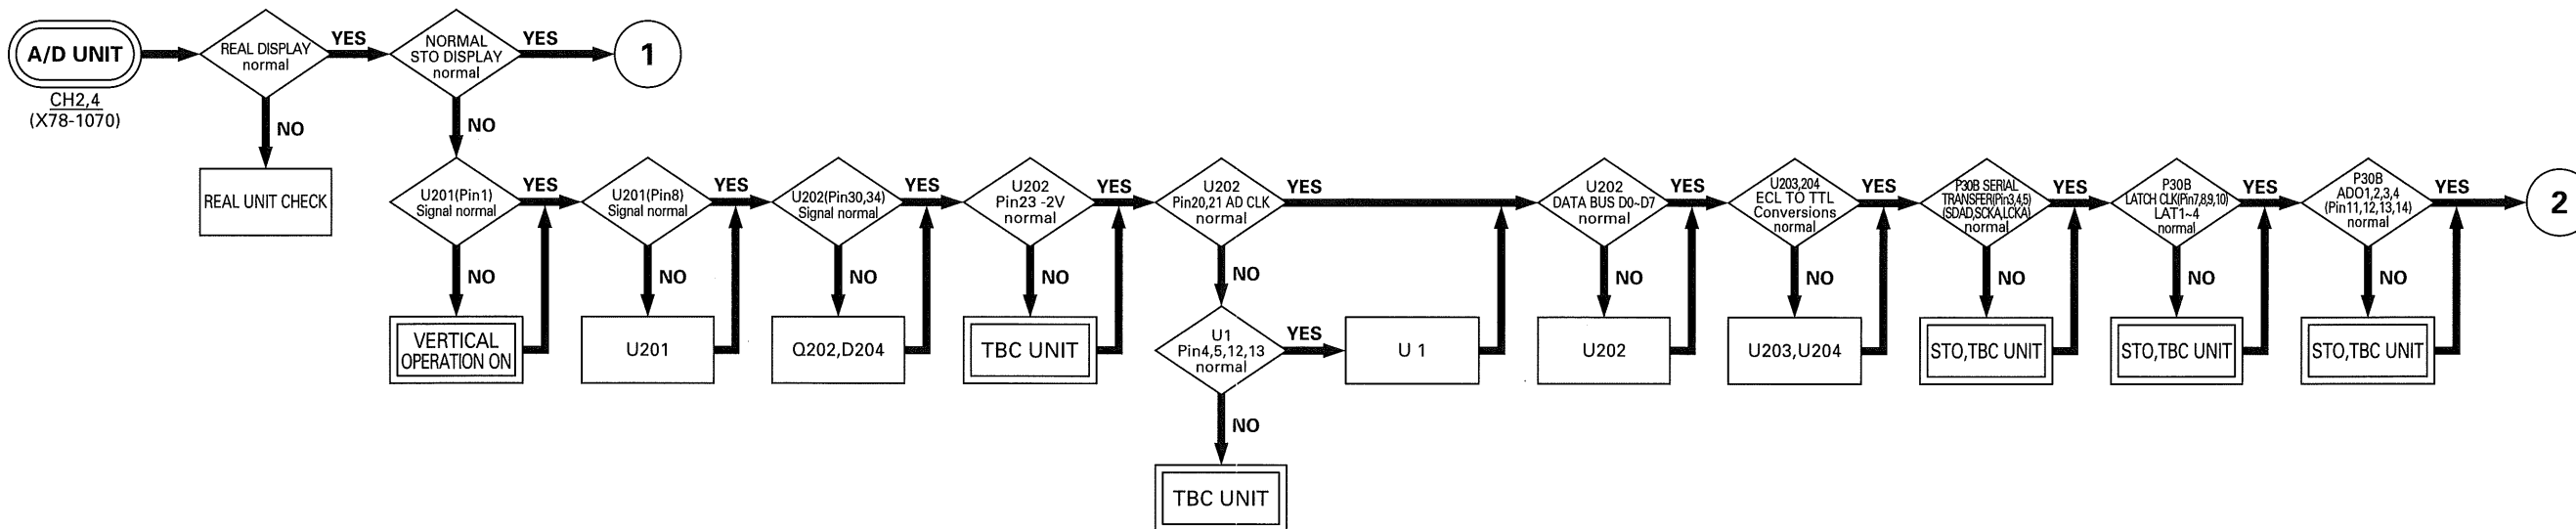 A/D UNIT
CH2,4
(X78-1070)
REAL DISPLAY
normal
YES
NO
REAL UNIT CHECK
NORMAL
STO DISPLAY
normal
YES
1
NO
U201(Pin1)
Signal normal
YES
NO
VERTICAL
OPERATION ON
U201(Pin8)
Signal normal
YES
NO
U201
U202(Pin30,34)
Signal normal
YES
NO
Q202,D204
U202
Pin23 -2V
normal
YES
NO
TBC UNIT
U202
Pin20,21 AD CLK
normal
YES
NO
U1
Pin4,5,12,13
normal
YES
U 1
NO
TBC UNIT
U202
DATA BUS D0~D7
normal
YES
NO
U202
U203,204
ECL TO TTL
Conversions
normal
YES
NO
U203,U204
P30B SERIAL
TRANSFER(Pin3,4,5)
(SDAD,SCKA,LCKA)
normal
YES
NO
STO,TBC UNIT
P30B
LATCH CLK(Pin7,8,9,10)
LAT1~4
normal
YES
NO
STO,TBC UNIT
P30B
ADO1,2,3,4
(Pin11,12,13,14)
normal
YES
NO
STO,TBC UNIT
2